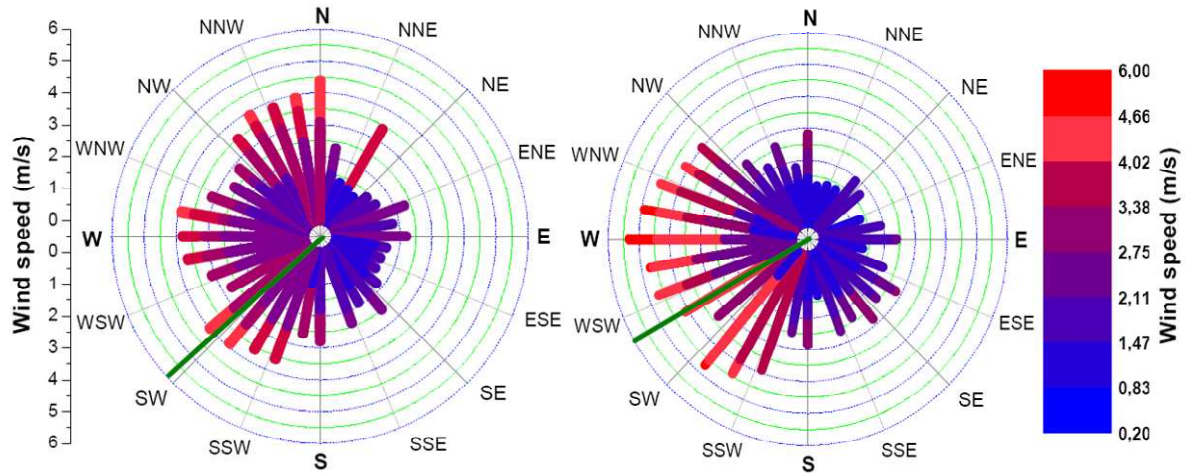 Wind speed (m/s)
6
5
4
3
2
1
0
0
1
2
3
4
5
6
N
NNE
NE
ENE
E
ESE
SE
SSE
S
SSW
SW
WSW
W
WNW
NW
NNW
N
NNE
NE
ENE
E
ESE
SE
SSE
S
SSW
SW
WSW
W
WNW
NW
NNW
6.00
4.66
4.02
3.38
2.75
2.11
1.47
0.83
0.20
Wind speed (m/s)